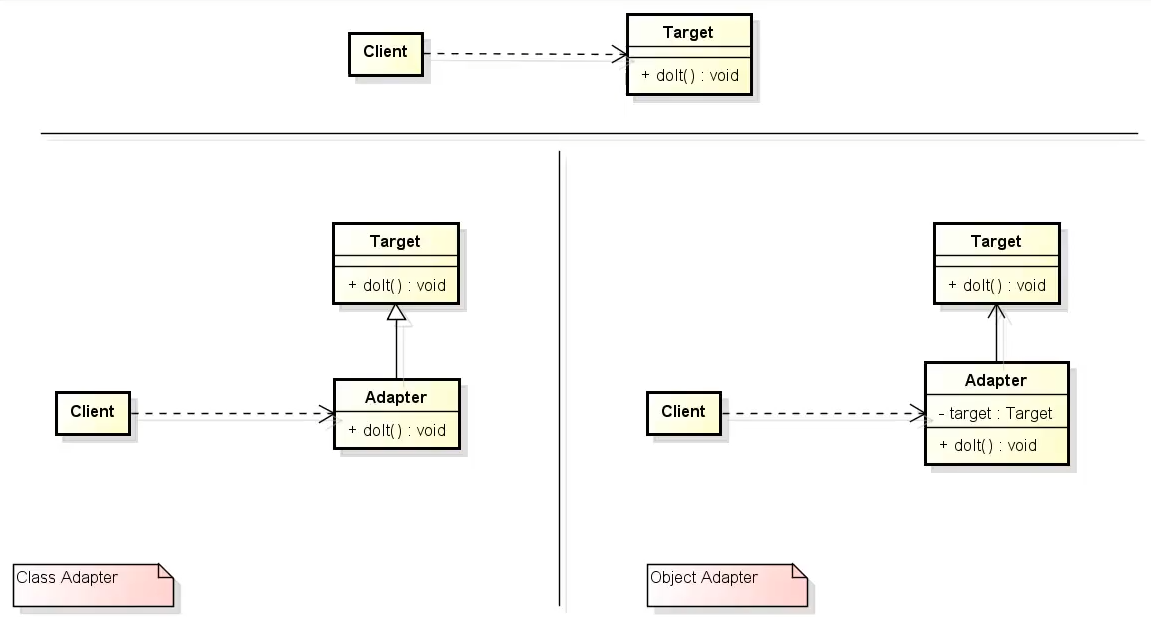 Client
Target
+ doIt() : void
Target
+ doIt() : void
Client
Adapter
+ doIt() : void
Class Adapter
Target
+ doIt() : void
Client
Adapter
- target : Target
+ doIt() : void
Object Adapter